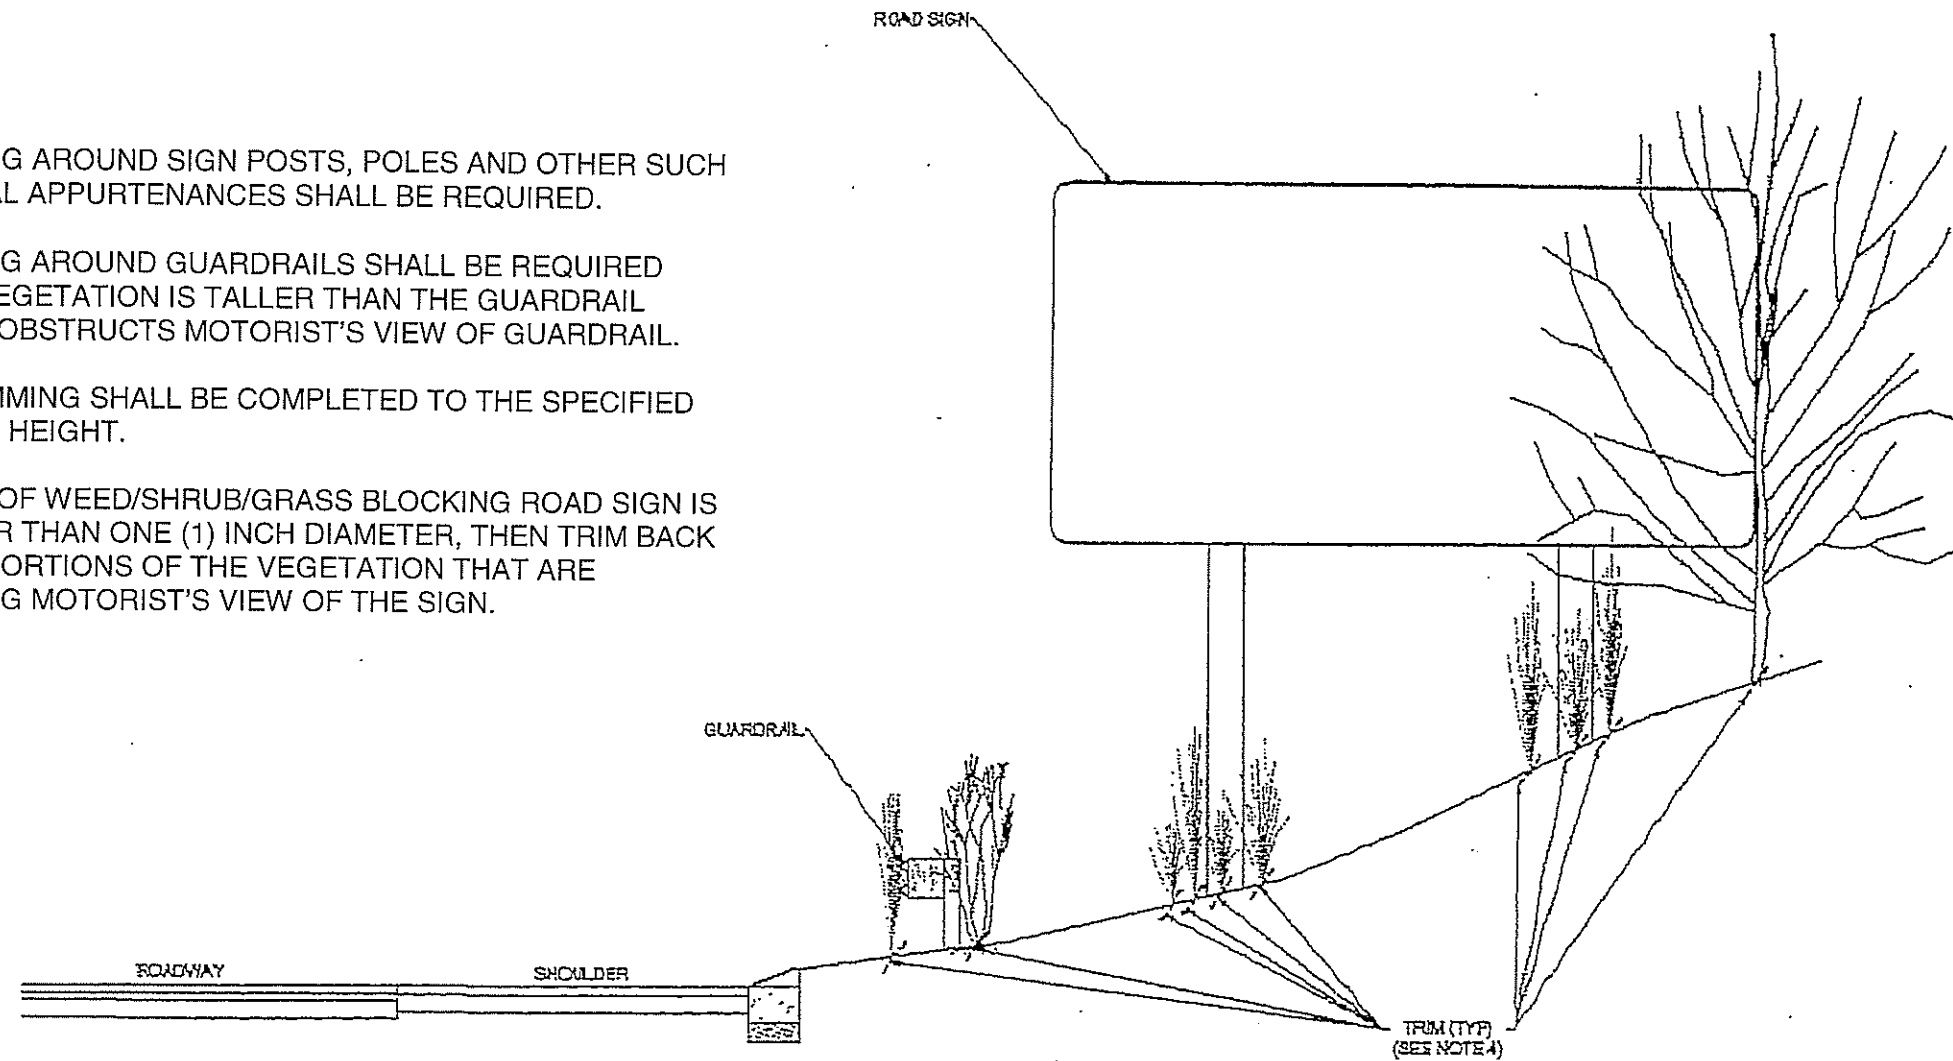 ROAD SIGN
G AROUND SIGN POSTS, POLES AND OTHER SUCH
AL APPURTENANCES SHALL BE REQUIRED.
G AROUND GUARDRAILS SHALL BE REQUIRED
EGETATION IS TALLER THAN THE GUARDRAIL
OBSTRUCTS MOTORIST'S VIEW OF GUARDRAIL.
MMING SHALL BE COMPLETED TO THE SPECIFIED
HEIGHT.
OF WEED/SHRUB/GRASS BLOCKING ROAD SIGN IS
R THAN ONE (1) INCH DIAMETER, THEN TRIM BACK
ORTIONS OF THE VEGETATION THAT ARE
G MOTORIST'S VIEW OF THE SIGN.
GUARDRAIL
ROADWAY
SHOULDER
TRIM (TYP)
(SEE NOTE 4)